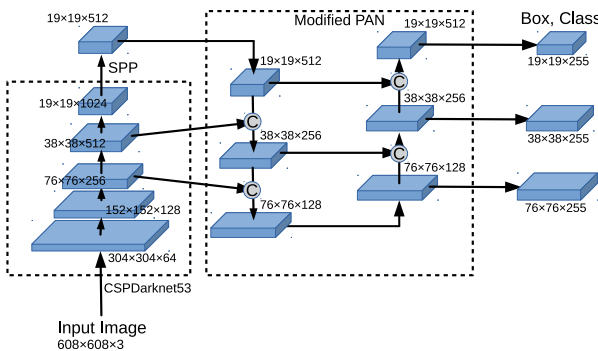 19×19×512
Modified PAN
19×19×512
Box, Class
SPP
19×19×512
19×19×255
19×19×1024
38×38×512
38×38×256
38×38×256
38×38×255
C
C
C
C
76×76×256
76×76×128
152×152×128
76×76×128
76×76×255
304×304×64
CSPDarknet53
Input Image
608×608×3